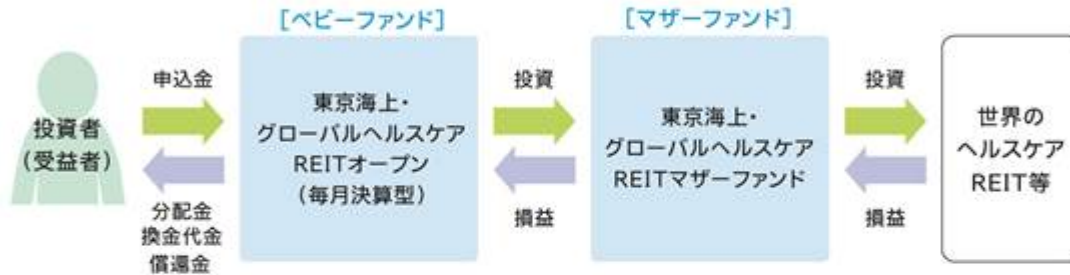 [ベビーファンド]
[マザーファンド]
投資者
(受益者)
申込金
分配金
換金代金
償還金
東京海上・
グローバルヘルスケア
REITオープン
(毎月決算型)
投資
損益
東京海上・
グローバルヘルスケア
REITマザーファンド
投資
損益
世界の
ヘルスケア
REIT等